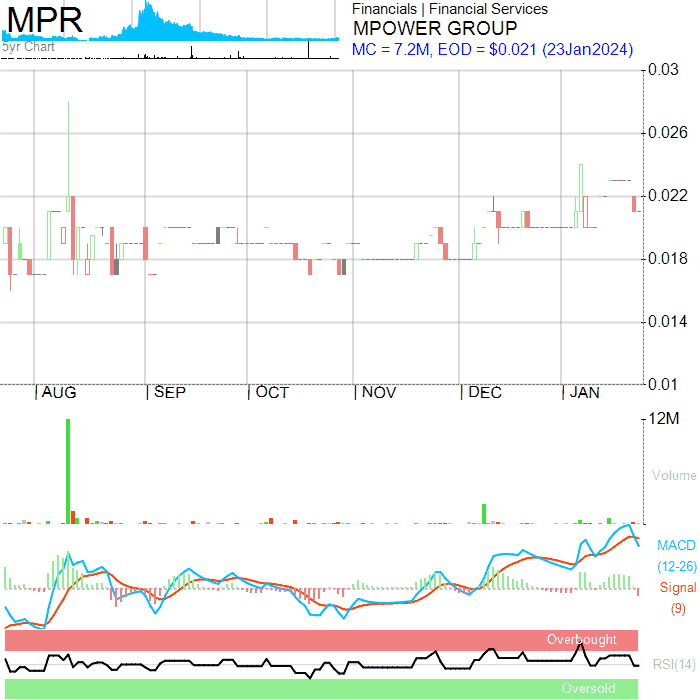 MPR
5yr Chart
Financials | Financial Services
MPOWER GROUP
MC = 7.2M, EOD = $0.021 (23Jan2024)
0.03
0.026
0.022
0.018
0.014
0.01
AUG SEP OCT NOV DEC JAN
12M
Volume
MACD
(12-26)
Signal
(9)
Overbought
RSI(14)
Oversold